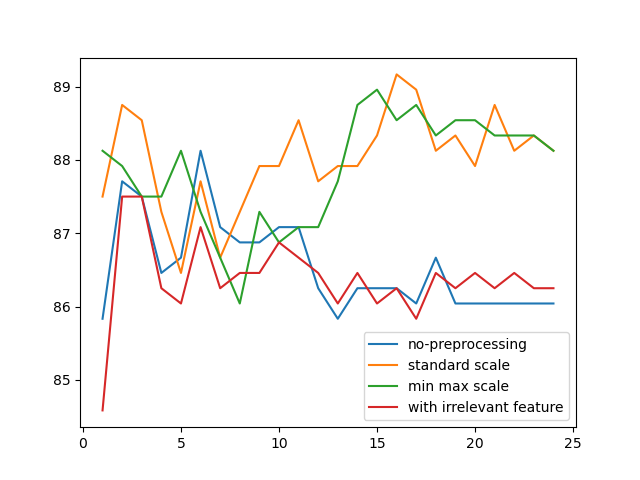 89
88
87
86
85
0 5 10 15 20 25
no-preprocessing
standard scale
min max scale
with irrelevant feature